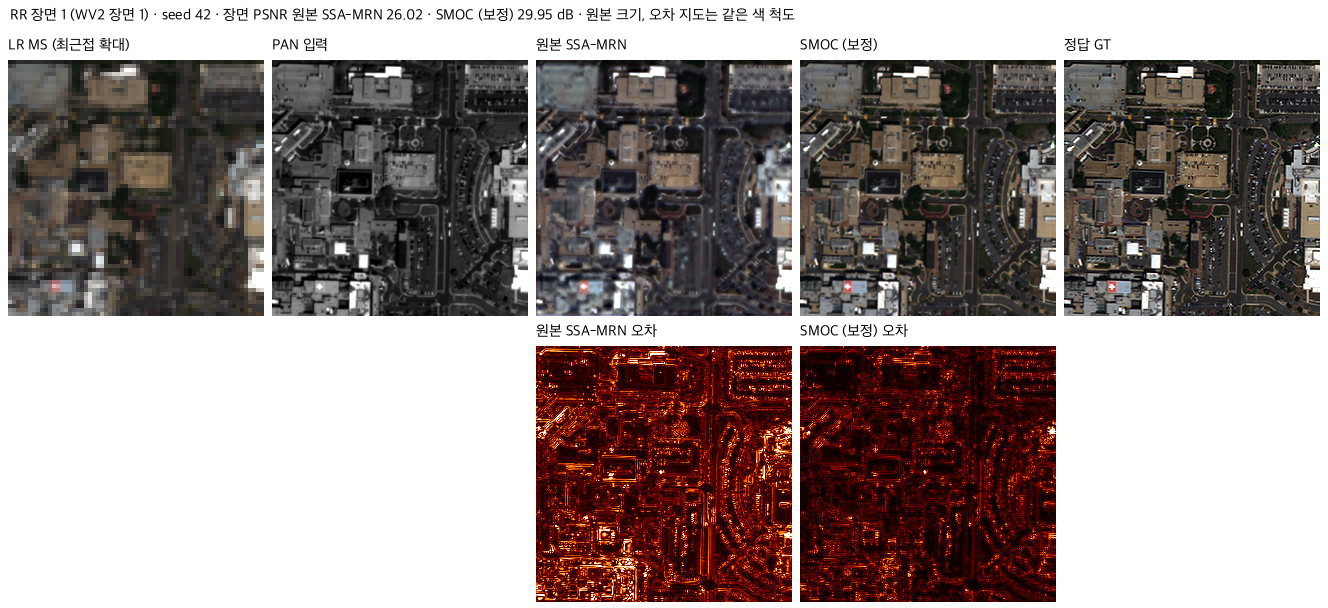 RR 장면 1 (WV2 장면 1) · seed 42 · 장면 PSNR 원본 SSA-MRN 26.02 · SMOC (보정) 29.95 dB · 원본 크기, 오차 지도는 같은 색 척도
LR MS (최근접 확대)
PAN 입력
원본 SSA-MRN
SMOC (보정)
정답 GT
원본 SSA-MRN 오차
SMOC (보정) 오차